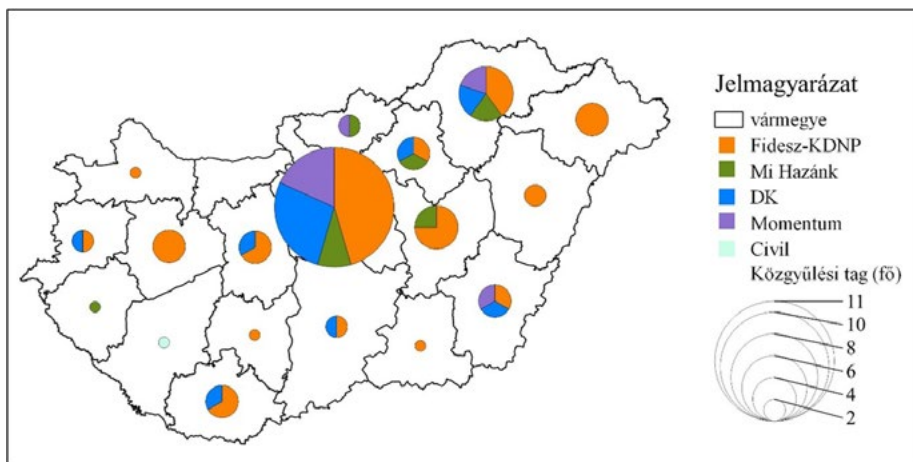 Jelmagyarázat
vármegye
Fidesz-KDNP
Mi Hazánk
DK
Momentum
Civil
Közgyűlési tag (fő)
11
10
8
6
4
2